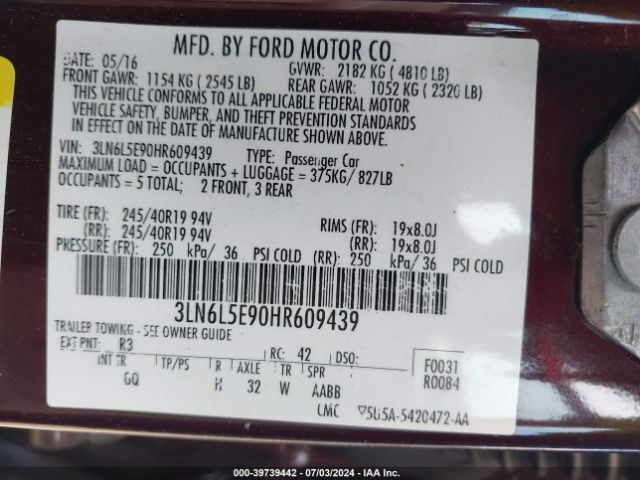 MFD. BY FORD MOTOR CO.
DATE: 05/16 GVWR: 2182 KG ( 4810 LB)
FRONT GAWR: 1154 KG ( 2545 LB) REAR GAWR: 1052 KG ( 2320 LB)
THIS VEHICLE CONFORMS TO ALL APPLICABLE FEDERAL MOTOR
VEHICLE SAFETY, BUMPER, AND THEFT PREVENTION STANDARDS
IN EFFECT ON THE DATE OF MANUFACTURE SHOWN ABOVE.
VIN: 3LN6L5E90HR609439 TYPE: Passenger Car
MAXIMUM LOAD = OCCUPANTS + LUGGAGE = 375KG/ 827LB
OCCUPANTS = 5 TOTAL; 2 FRONT, 3 REAR
TIRE (FR): 245/40R19 94V RIMS (FR): 19x8.0J
(RR): 245/40R19 94V (RR): 19x8.0J
PRESSURE (FR): 250 kPa/ 36 PSI COLD (RR): 250 kPa/ 36 PSI COLD
3LN6L5E90HR609439
TRAILER TOWING - SEE OWNER GUIDE
EXT PNT: R3 RC: 42 DSO: F0031
INT TR TP/PS R AXLE TR SPR R0084
GQ H 32 W AABB
LMC 5U5A-5420472-AA
000-39739442 - 07/03/2024 - IAAI.COM